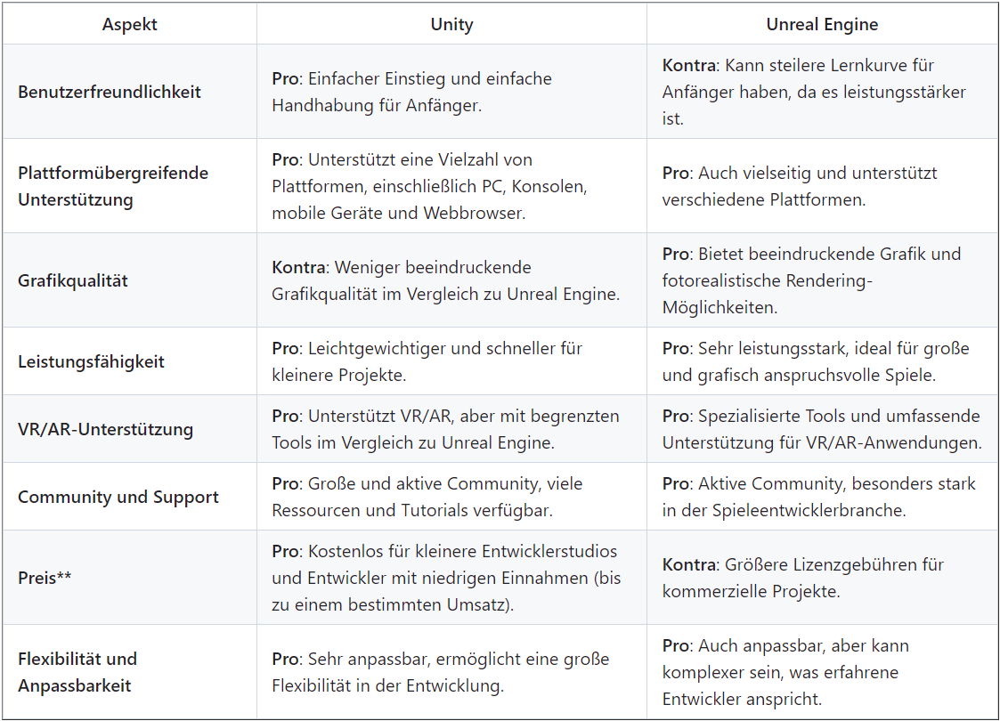 Aspekt
Unity
Unreal Engine
Benutzerfreundlichkeit
Pro: Einfacher Einstieg und einfache
Handhabung für Anfänger.
Kontra: Kann steilere Lernkurve für
Anfänger haben, da es leistungsstärker
ist.
Plattformübergreifende
Unterstützung
Pro: Unterstützt eine Vielzahl von
Plattformen, einschließlich PC, Konsolen,
mobile Geräte und Webbrowser.
Pro: Auch vielseitig und unterstützt
verschiedene Plattformen.
Grafikqualität
Kontra: Weniger beeindruckende
Grafikqualität im Vergleich zu Unreal Engine.
Pro: Bietet beeindruckende Grafik und
fotorealistische Rendering-
Möglichkeiten.
Leistungsfähigkeit
Pro: Leichtgewichtiger und schneller für
kleinere Projekte.
Pro: Sehr leistungsstark, ideal für große
und grafisch anspruchsvolle Spiele.
VR/AR-Unterstützung
Pro: Unterstützt VR/AR, aber mit begrenzten
Tools im Vergleich zu Unreal Engine.
Pro: Spezialisierte Tools und umfassende
Unterstützung für VR/AR-Anwendungen.
Community und Support
Pro: Große und aktive Community, viele
Ressourcen und Tutorials verfügbar.
Pro: Aktive Community, besonders stark
in der Spieleentwicklerbranche.
Preis**
Pro: Kostenlos für kleinere Entwicklerstudios
und Entwickler mit niedrigen Einnahmen (bis
zu einem bestimmten Umsatz).
Kontra: Größere Lizenzgebühren für
kommerzielle Projekte.
Flexibilität und
Anpassbarkeit
Pro: Sehr anpassbar, ermöglicht eine große
Flexibilität in der Entwicklung.
Pro: Auch anpassbar, aber kann
komplexer sein, was erfahrene
Entwickler anspricht.